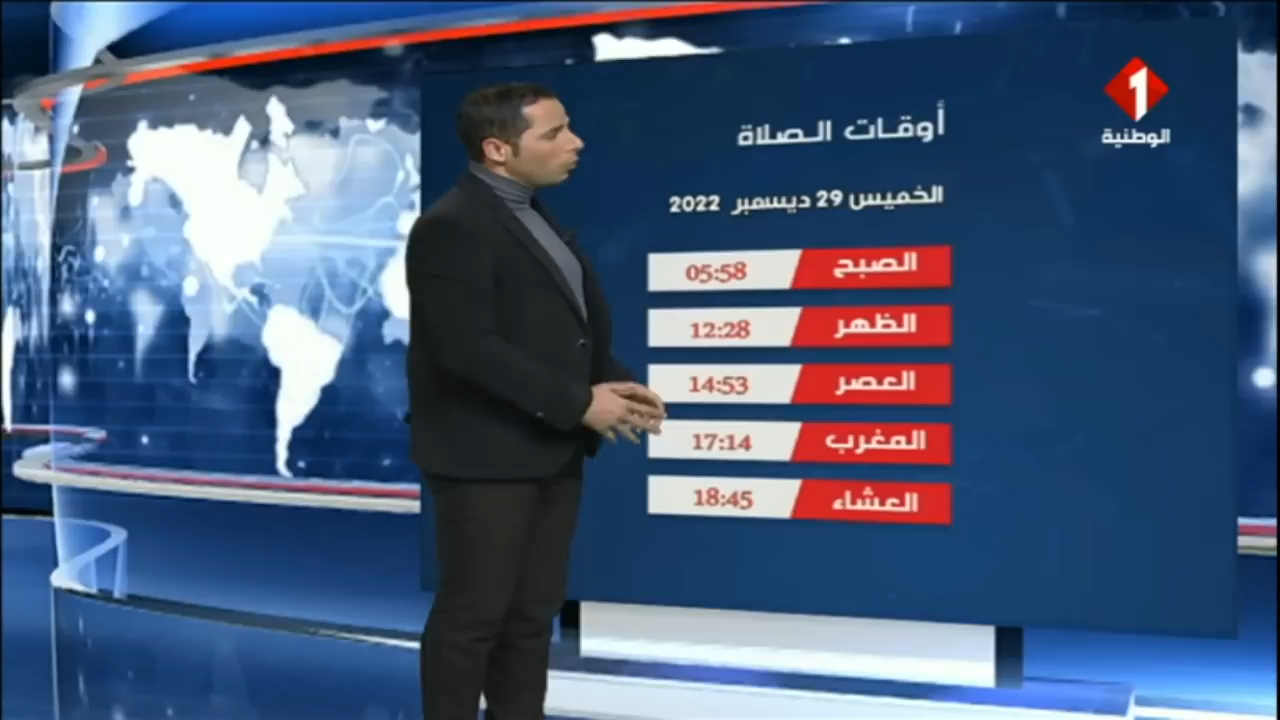 1
الوطنية
أوقات الصلاة
الخميس 29 ديسمبر 2022
الصبح 05:58
الظهر 12:28
العصر 14:53
المغرب 17:14
العشاء 18:45